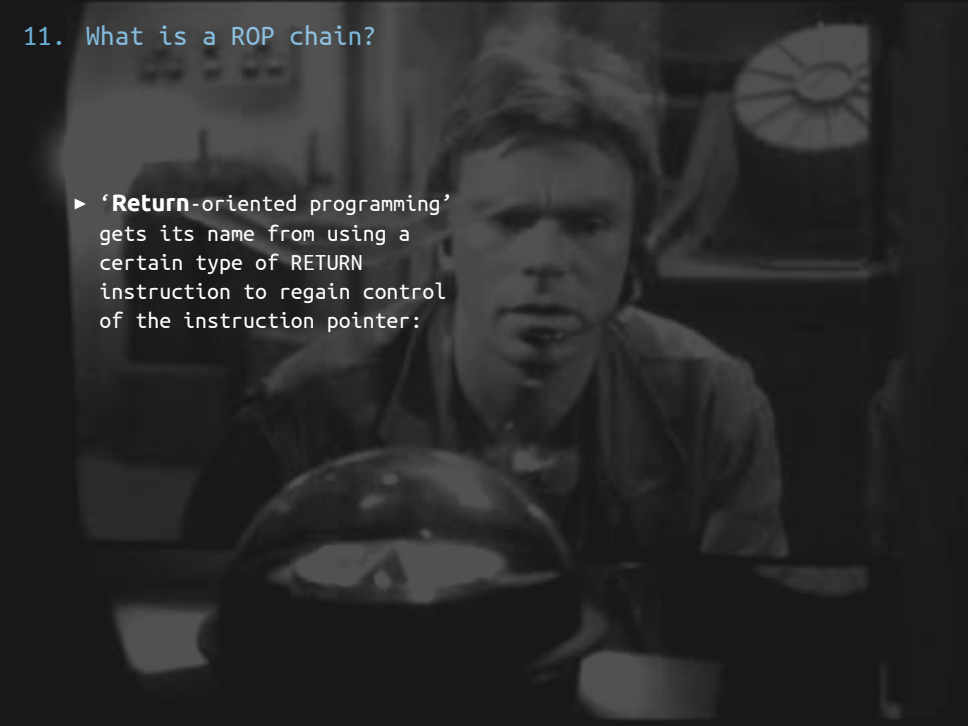 11. What is a ROP chain?
▶ ‘Return-oriented programming’
gets its name from using a
certain type of RETURN
instruction to regain control
of the instruction pointer: